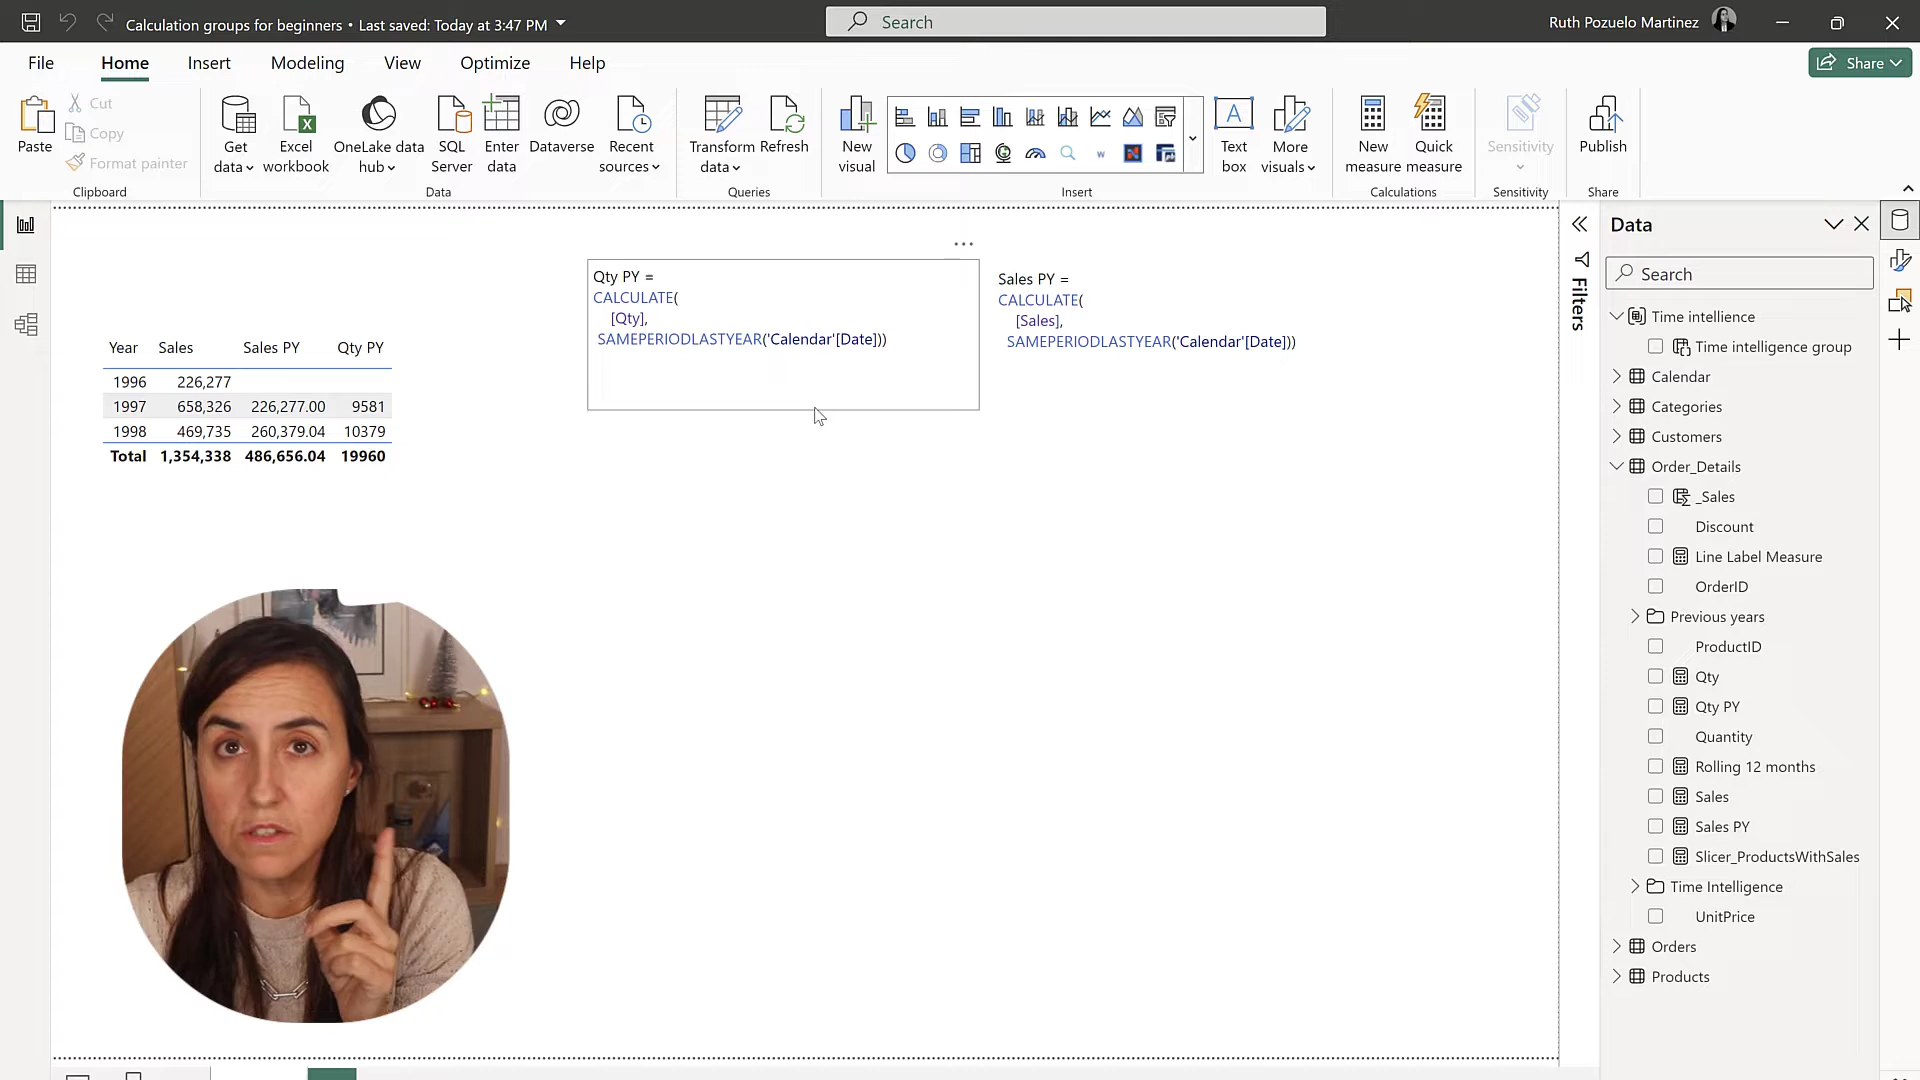 Calculation groups for beginners • Last saved: Today at 3:47 PM
Search
Ruth Pozuelo Martinez
File
Home
Insert
Modeling
View
Optimize
Help
Share
Paste
Cut
Copy
Format painter
Clipboard
Get data
Excel workbook
OneLake data hub
SQL Server
Enter data
Dataverse
Recent sources
Data
Transform data
Refresh
Queries
New visual
Text box
More visuals
Insert
New measure
Quick measure
Calculations
Sensitivity
Sensitivity
Publish
Share
Year Sales Sales PY Qty PY
1996 226,277
1997 658,326 226,277.00 9581
1998 469,735 260,379.04 10379
Total 1,354,338 486,656.04 19960
Qty PY =
CALCULATE(
[Qty],
SAMEPERIODLASTYEAR('Calendar'[Date]))
Sales PY =
CALCULATE(
[Sales],
SAMEPERIODLASTYEAR('Calendar'[Date]))
Filters
Data
Search
Time intellience
Time intelligence group
Calendar
Categories
Customers
Order_Details
_Sales
Discount
Line Label Measure
OrderID
Previous years
ProductID
Qty
Qty PY
Quantity
Rolling 12 months
Sales
Sales PY
Slicer_ProductsWithSales
Time Intelligence
UnitPrice
Orders
Products